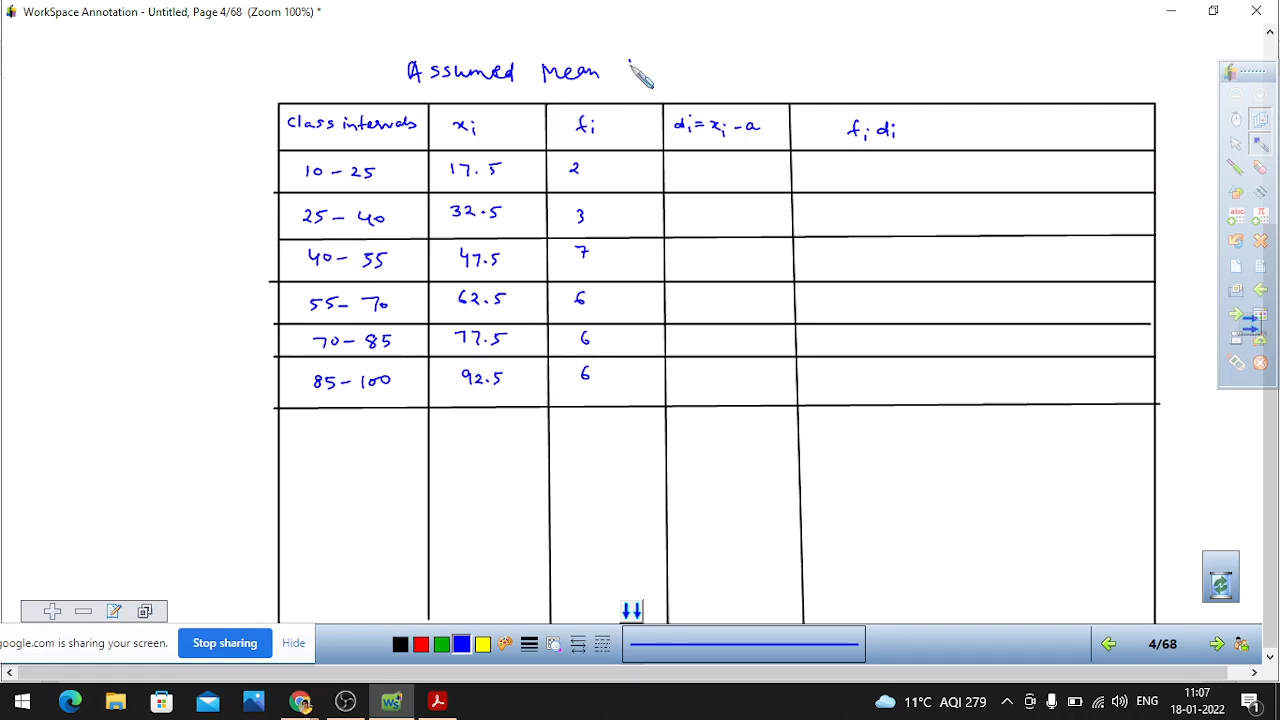 WorkSpace Annotation - Untitled, Page 4/68 (Zoom 100%) *
Assumed Mean
Class intervals xi fi di = xi - a fi di
10 - 25 17.5 2
25 - 40 32.5 3
40 - 55 47.5 7
55 - 70 62.5 6
70 - 85 77.5 6
85 - 100 92.5 6
abc π
google.com is sharing your screen. Stop sharing Hide
4/68
11°C AQI 279 ENG 11:07
18-01-2022